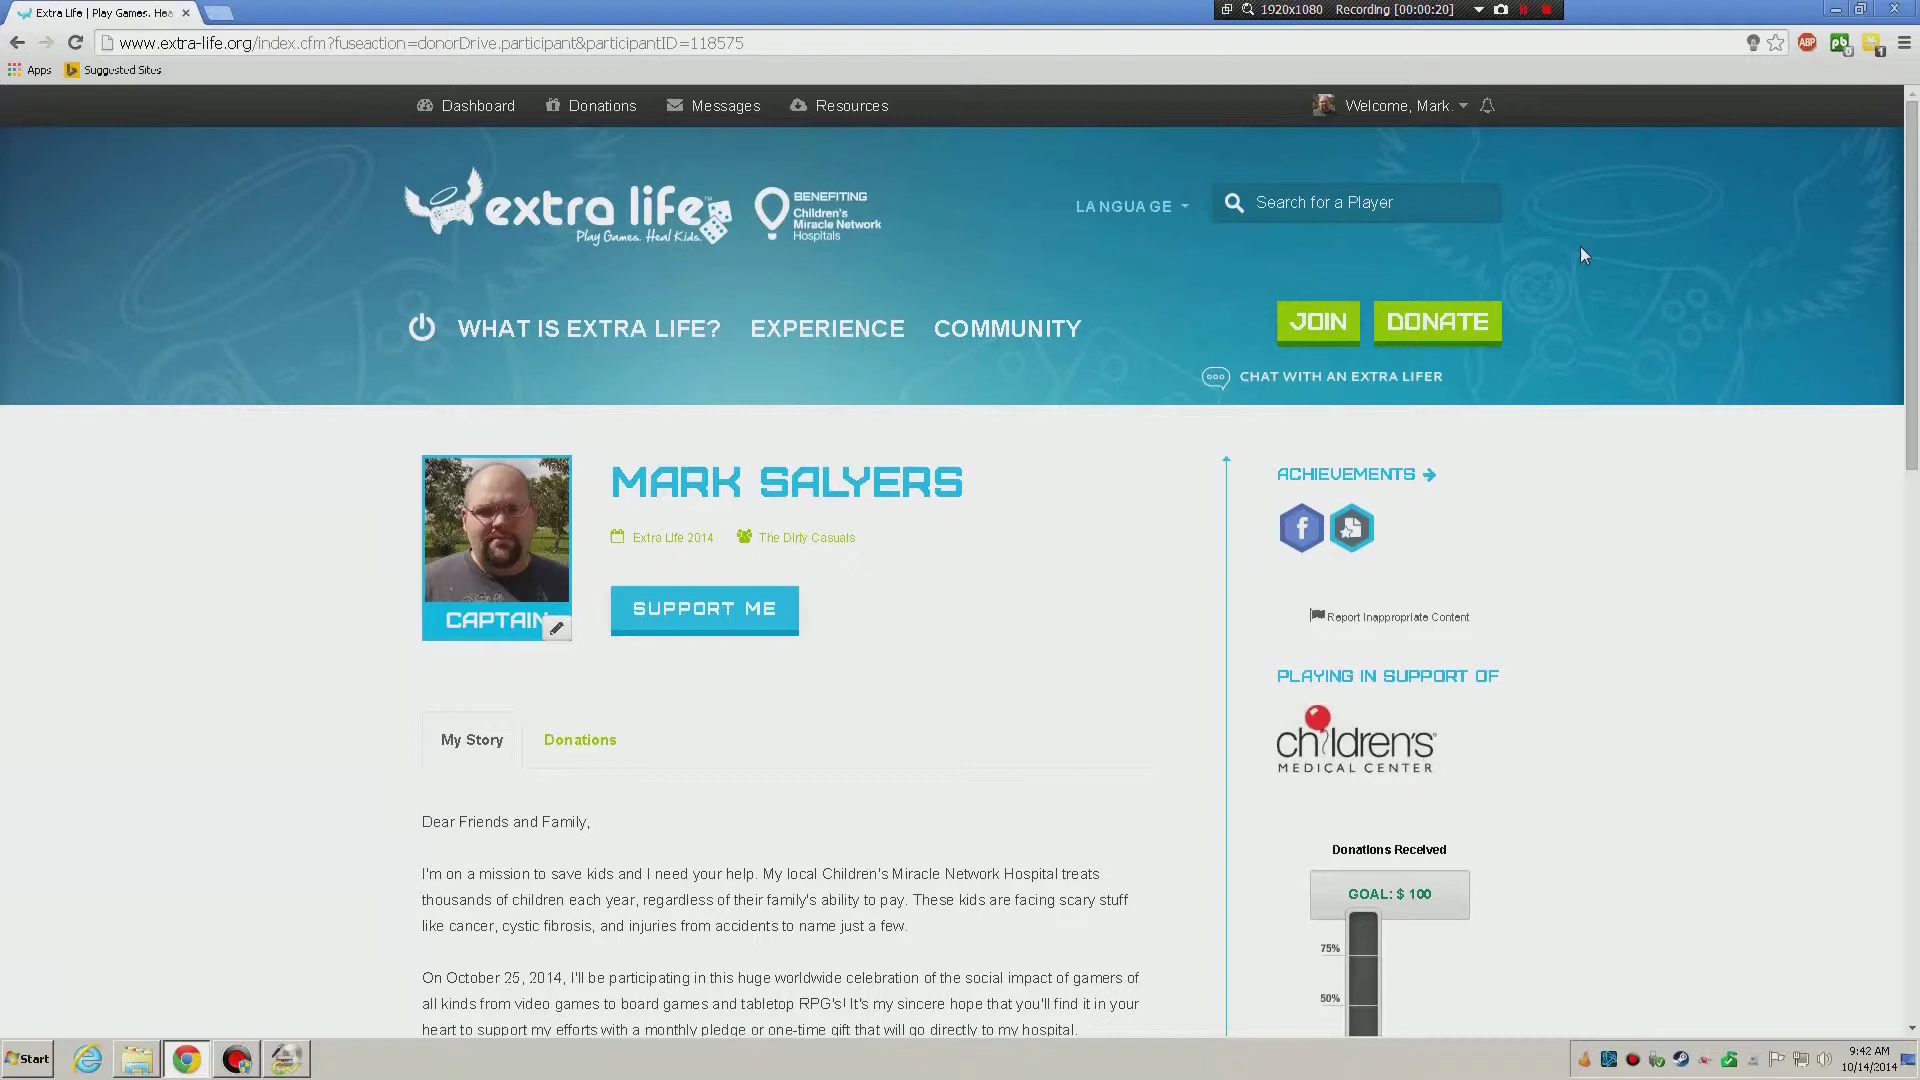 Extra Life | Play Games. Hea
1920x1080 Recording [00:00:20]
www.extra-life.org/index.cfm?fuseaction=donorDrive.participant&participantID=118575
ABP
pb
0
1
Apps Suggested Sites
Dashboard Donations Messages Resources
Welcome, Mark.
extra life™
Play Games. Heal Kids.
BENEFITING
Children's
Miracle Network
Hospitals
LANGUAGE
Search for a Player
WHAT IS EXTRA LIFE? EXPERIENCE COMMUNITY
JOIN DONATE
CHAT WITH AN EXTRA LIFER
MARK SALYERS
Extra Life 2014 The Dirty Casuals
SUPPORT ME
CAPTAIN
ACHIEVEMENTS
f
Report Inappropriate Content
PLAYING IN SUPPORT OF
children's
MEDICAL CENTER
My Story Donations
Dear Friends and Family,
I'm on a mission to save kids and I need your help. My local Children's Miracle Network Hospital treats
thousands of children each year, regardless of their family's ability to pay. These kids are facing scary stuff
like cancer, cystic fibrosis, and injuries from accidents to name just a few.
On October 25, 2014, I'll be participating in this huge worldwide celebration of the social impact of gamers of
all kinds from video games to board games and tabletop RPG's! It's my sincere hope that you'll find it in your
heart to support my efforts with a monthly pledge or one-time gift that will go directly to my hospital.
Donations Received
GOAL: $ 100
75%
50%
Start
9:42 AM
10/14/2014